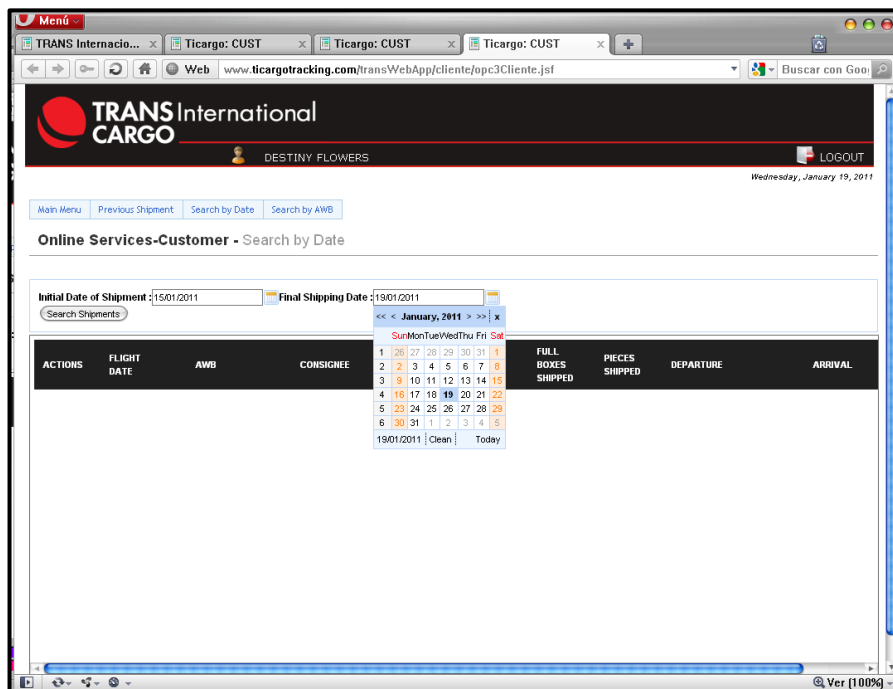 Menú
TRANS Internacio... x Ticargo: CUST x Ticargo: CUST x Ticargo: CUST x
Web www.ticargotracking.com/transWebApp/cliente/opc3Cliente.jsf Buscar con Goo
TRANS International
CARGO
DESTINY FLOWERS LOGOUT
Wednesday, January 19, 2011
Main Menu Previous Shipment Search by Date Search by AWB
Online Services-Customer - Search by Date
Initial Date of Shipment : 15/01/2011 Final Shipping Date : 19/01/2011
Search Shipments
<< < January, 2011 > >> x
Sun Mon Tue Wed Thu Fri Sat
1 26 27 28 29 30 31 1
2 2 3 4 5 6 7 8
3 9 10 11 12 13 14 15
4 16 17 18 19 20 21 22
5 23 24 25 26 27 28 29
6 30 31 1 2 3 4 5
19/01/2011 Clean Today
ACTIONS FLIGHT DATE AWB CONSIGNEE FULL BOXES SHIPPED PIECES SHIPPED DEPARTURE ARRIVAL
Ver [100%]